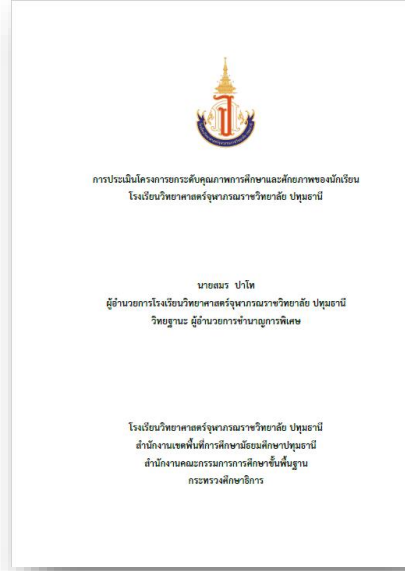 การประเมินโครงการยกระดับคุณภาพการศึกษาและศักยภาพของนักเรียน
โรงเรียนวิทยาศาสตร์จุฬาภรณราชวิทยาลัย ปทุมธานี
นายสมร ปาโท
ผู้อำนวยการโรงเรียนวิทยาศาสตร์จุฬาภรณราชวิทยาลัย ปทุมธานี
วิทยฐานะ ผู้อำนวยการชำนาญการพิเศษ
โรงเรียนวิทยาศาสตร์จุฬาภรณราชวิทยาลัย ปทุมธานี
สำนักงานเขตพื้นที่การศึกษามัธยมศึกษาปทุมธานี
สำนักงานคณะกรรมการการศึกษาขั้นพื้นฐาน
กระทรวงศึกษาธิการ